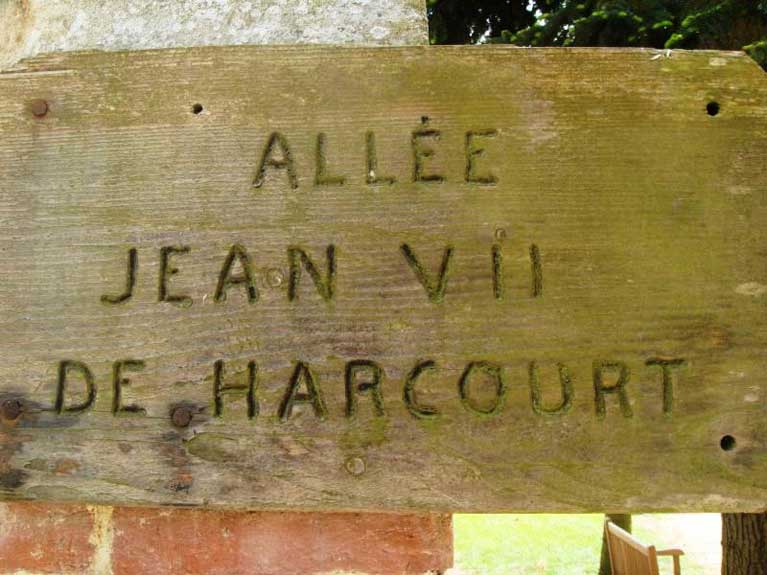 ALLÉE
JEAN VII
DE HARCOURT